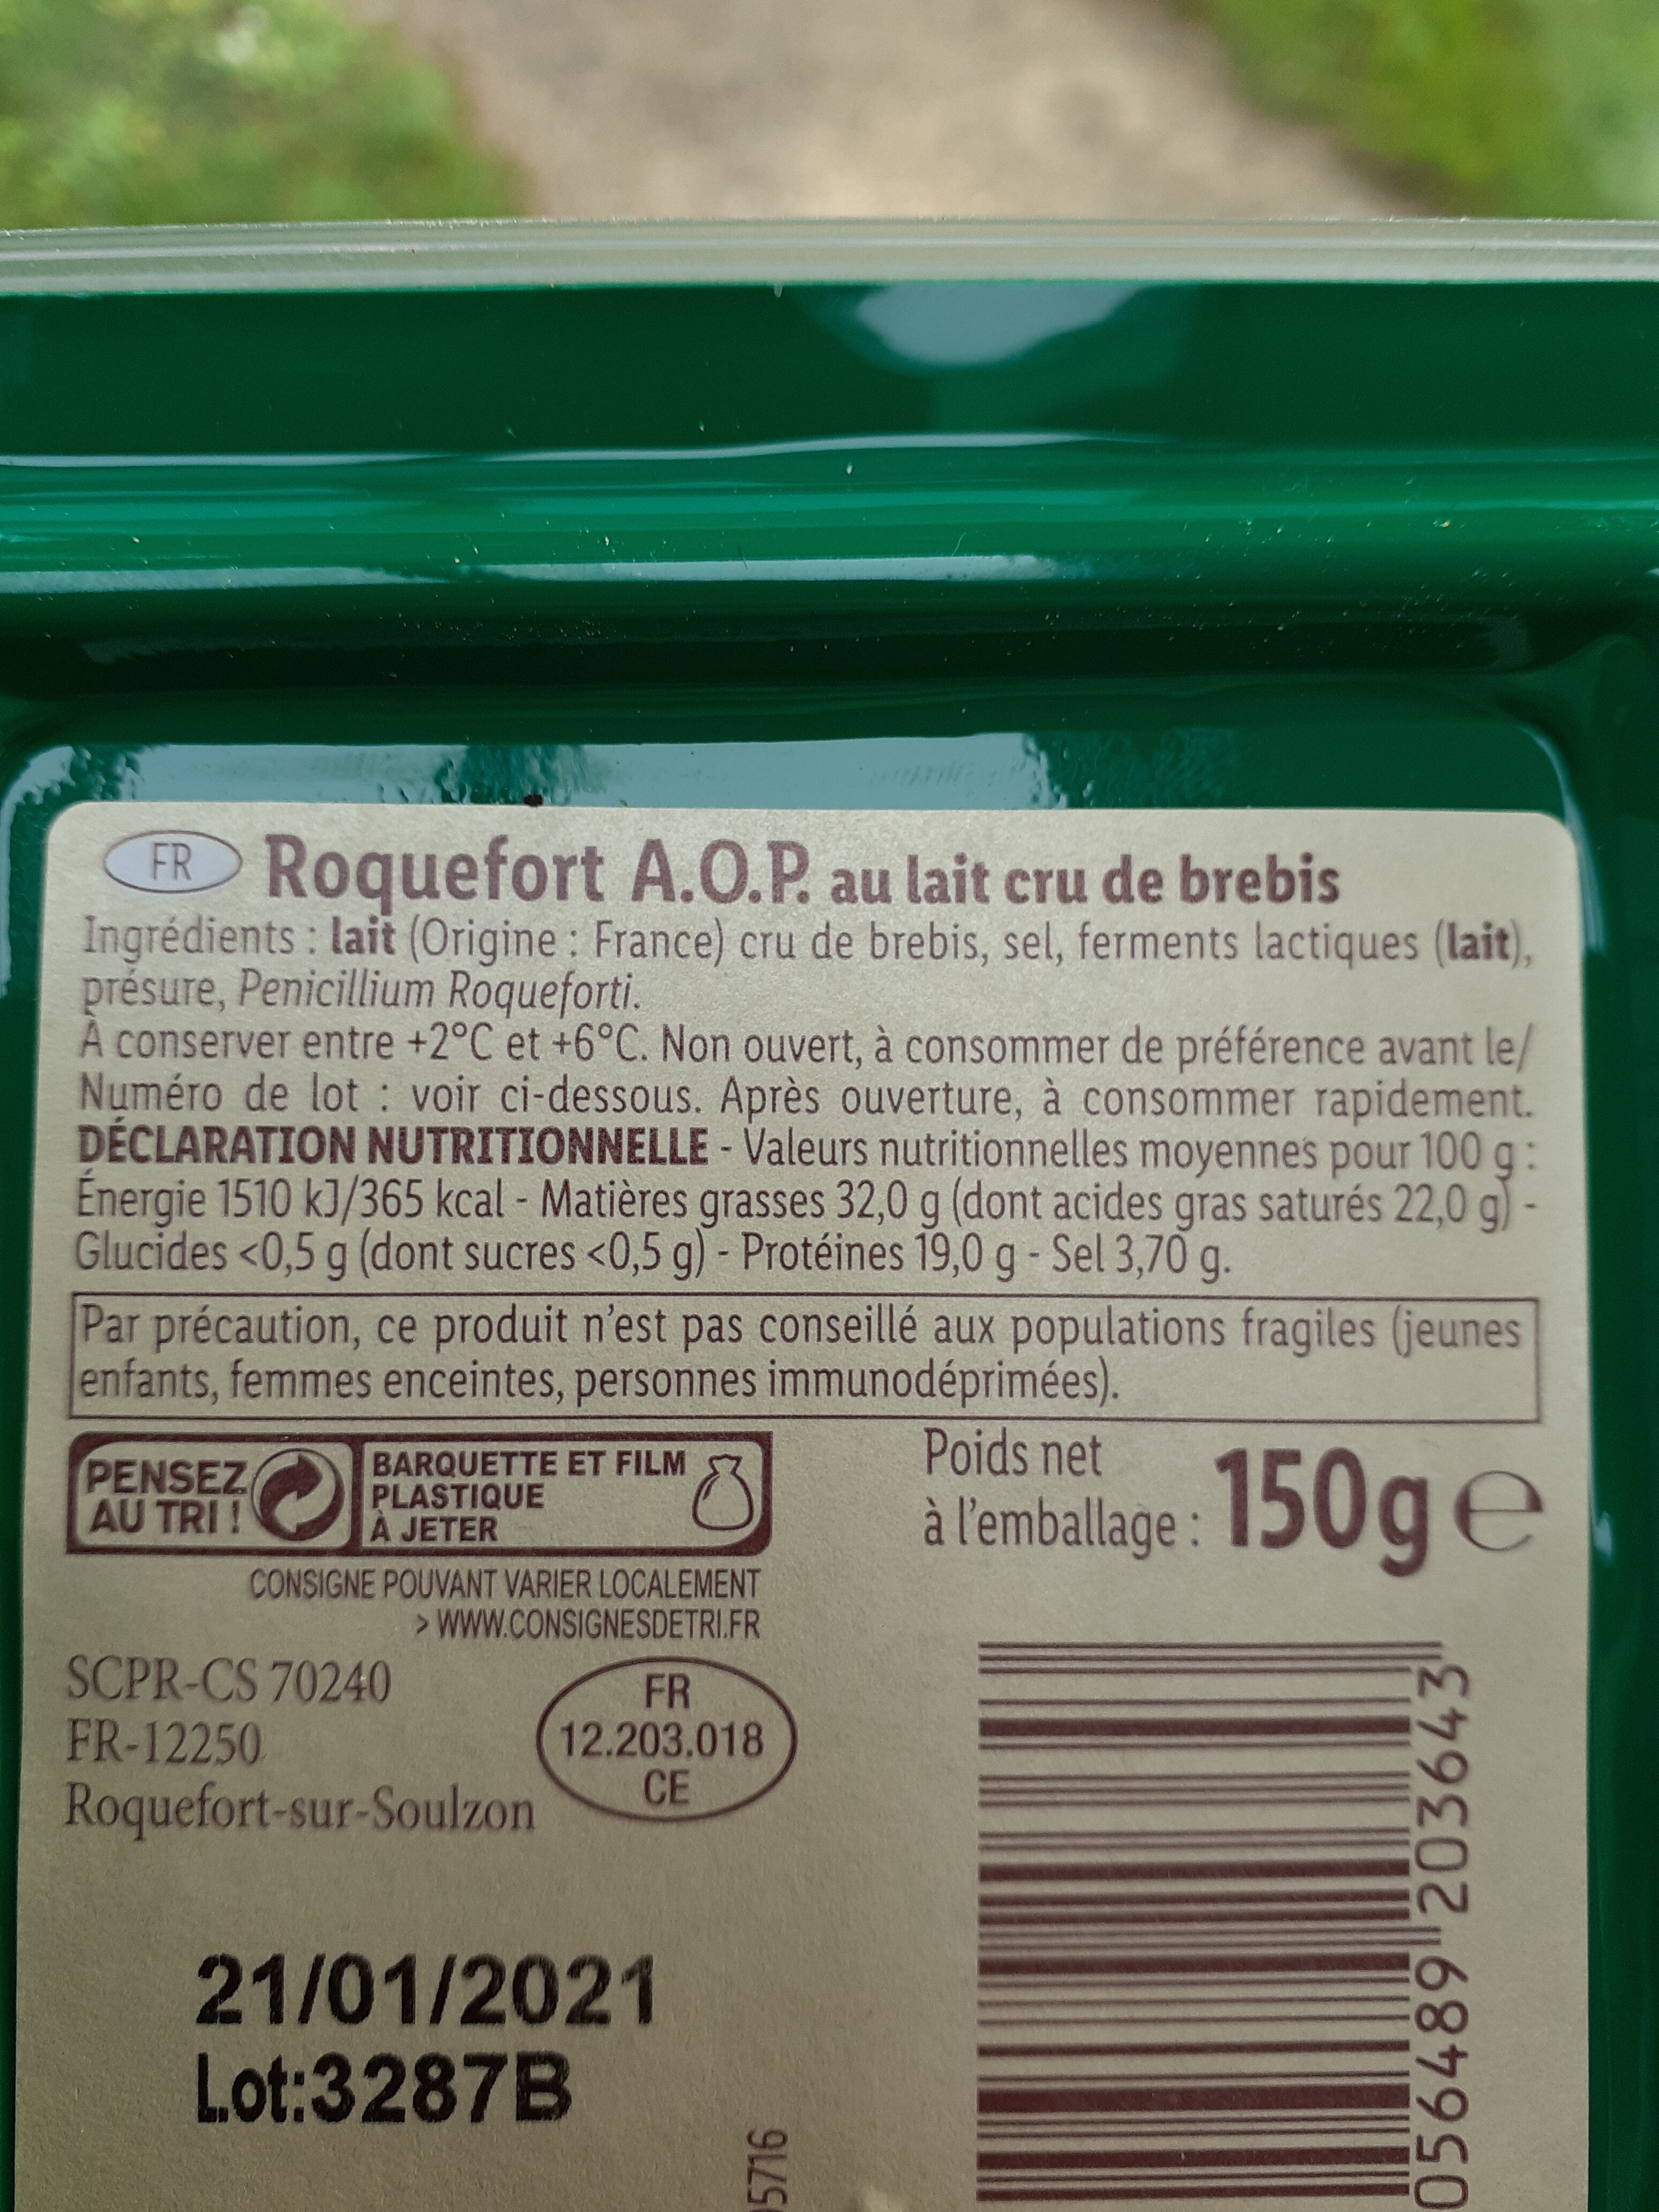 FR Roquefort A.O.P. au lait cru de brebis
Ingrédients : lait (Origine : France) cru de brebis, sel, ferments lactiques (lait),
présure, Penicillium Roqueforti.
À conserver entre +2°C et +6°C. Non ouvert, à consommer de préférence avant le/
Numéro de lot : voir ci-dessous. Après ouverture, à consommer rapidement.
DÉCLARATION NUTRITIONNELLE - Valeurs nutritionnelles moyennes pour 100 g :
Énergie 1510 kJ/365 kcal - Matières grasses 32,0 g (dont acides gras saturés 22,0 g) -
Glucides <0,5 g (dont sucres <0,5 g) - Protéines 19,0 g - Sel 3,70 g.
Par précaution, ce produit n'est pas conseillé aux populations fragiles (jeunes
enfants, femmes enceintes, personnes immunodéprimées).
PENSEZ
AU TRI !
BARQUETTE ET FILM
PLASTIQUE
À JETER
CONSIGNE POUVANT VARIER LOCALEMENT
> WWW.CONSIGNESDETRI.FR
Poids net
à l'emballage : 150g e
SCPR-CS 70240
FR-12250
Roquefort-sur-Soulzon
FR
12.203.018
CE
21/01/2021
Lot:3287B
5716
056489 203643